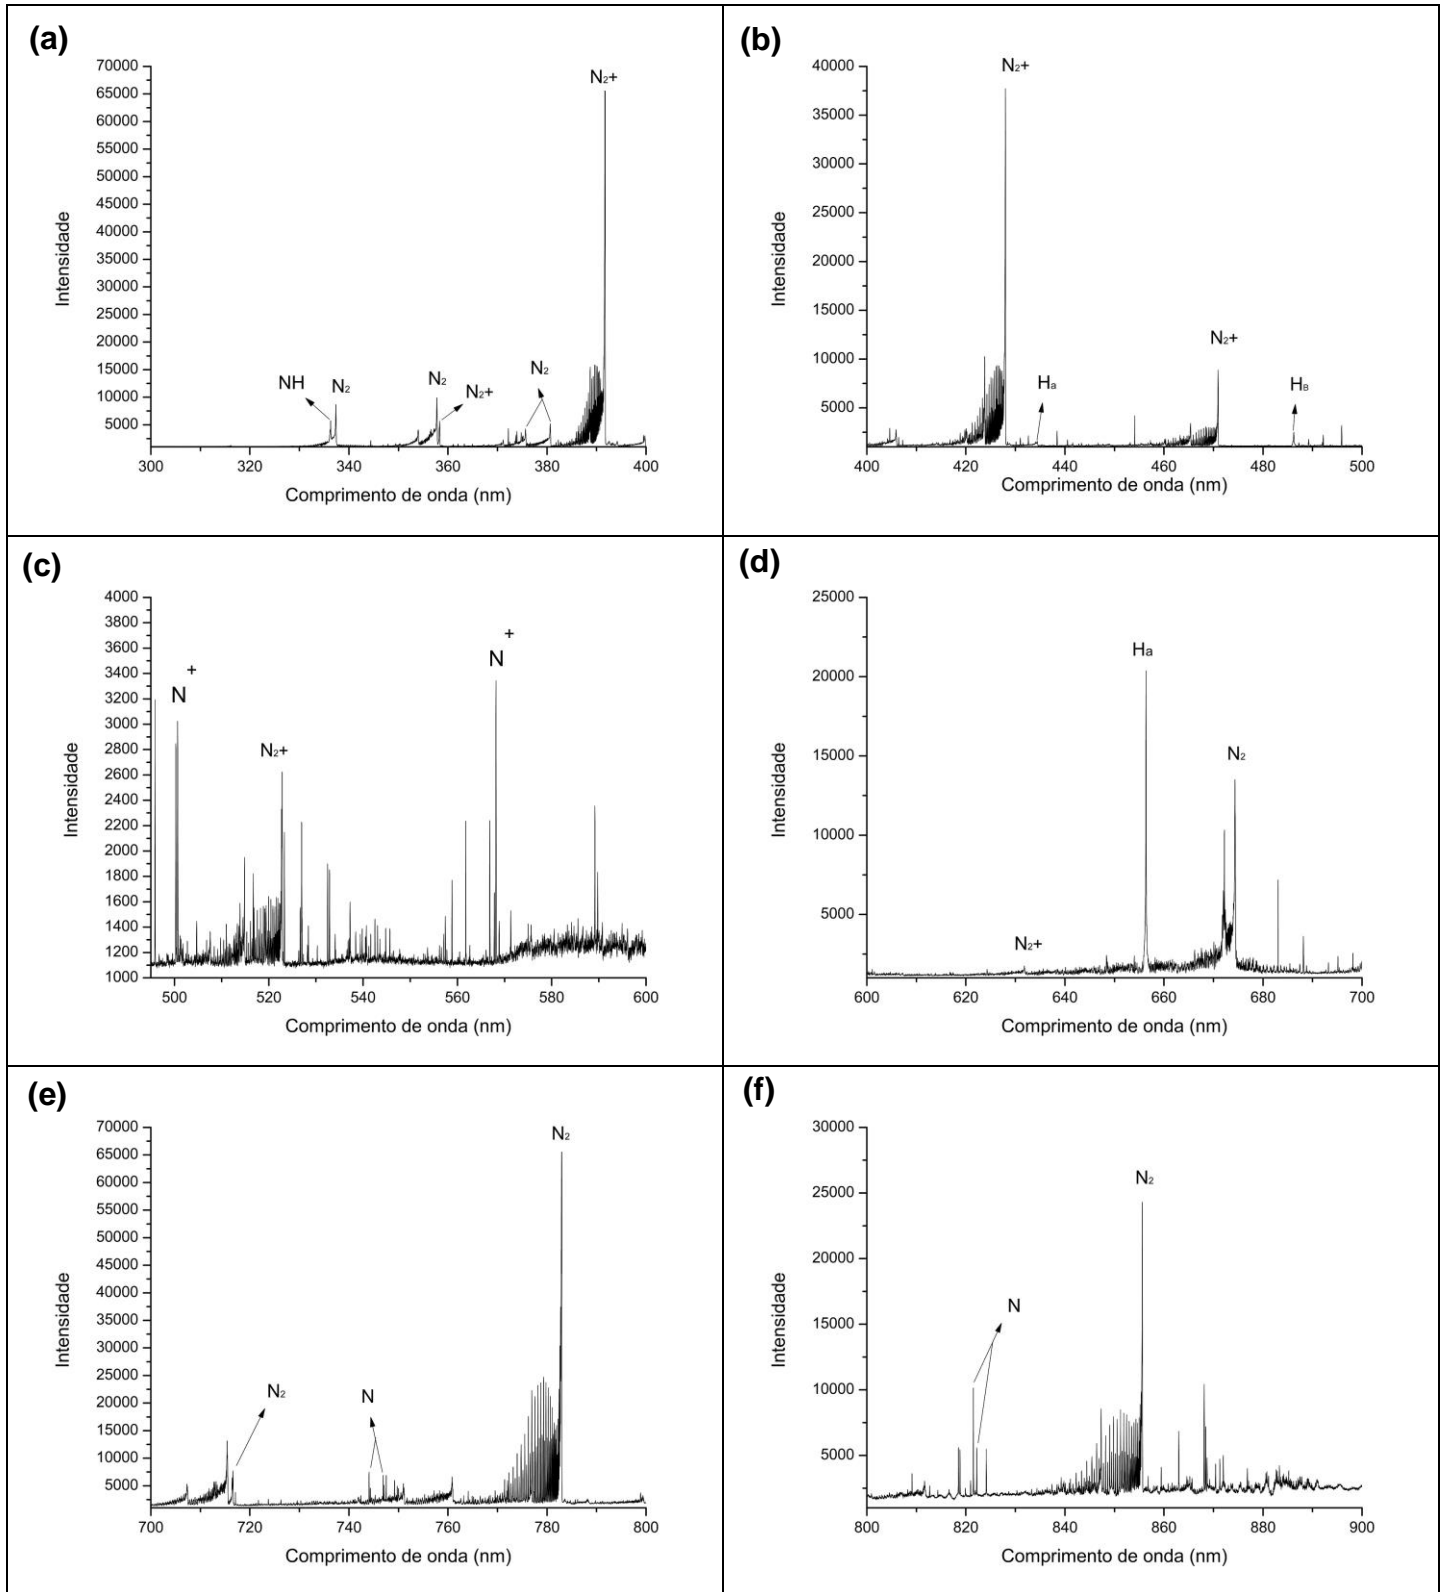 (a)
70000
65000
60000
55000
50000
45000
40000
35000
30000
25000
20000
15000
10000
5000
Intensidade
NH
N₂
N₂
N₂+
N₂
N₂+
300 320 340 360 380 400
Comprimento de onda (nm)
(b)
40000
35000
30000
25000
20000
15000
10000
5000
Intensidade
N₂+
Hₐ
N₂+
Hᴮ
400 420 440 460 480 500
Comprimento de onda (nm)
(c)
4000
3800
3600
3400
3200
3000
2800
2600
2400
2200
2000
1800
1600
1400
1200
1000
Intensidade
N⁺
N₂+
N⁺
500 520 540 560 580 600
Comprimento de onda (nm)
(d)
25000
20000
15000
10000
5000
Intensidade
N₂+
Hₐ
N₂
600 620 640 660 680 700
Comprimento de onda (nm)
(e)
70000
65000
60000
55000
50000
45000
40000
35000
30000
25000
20000
15000
10000
5000
Intensidade
N₂
N
N₂
700 720 740 760 780 800
Comprimento de onda (nm)
(f)
30000
25000
20000
15000
10000
5000
Intensidade
N
N₂
800 820 840 860 880 900
Comprimento de onda (nm)